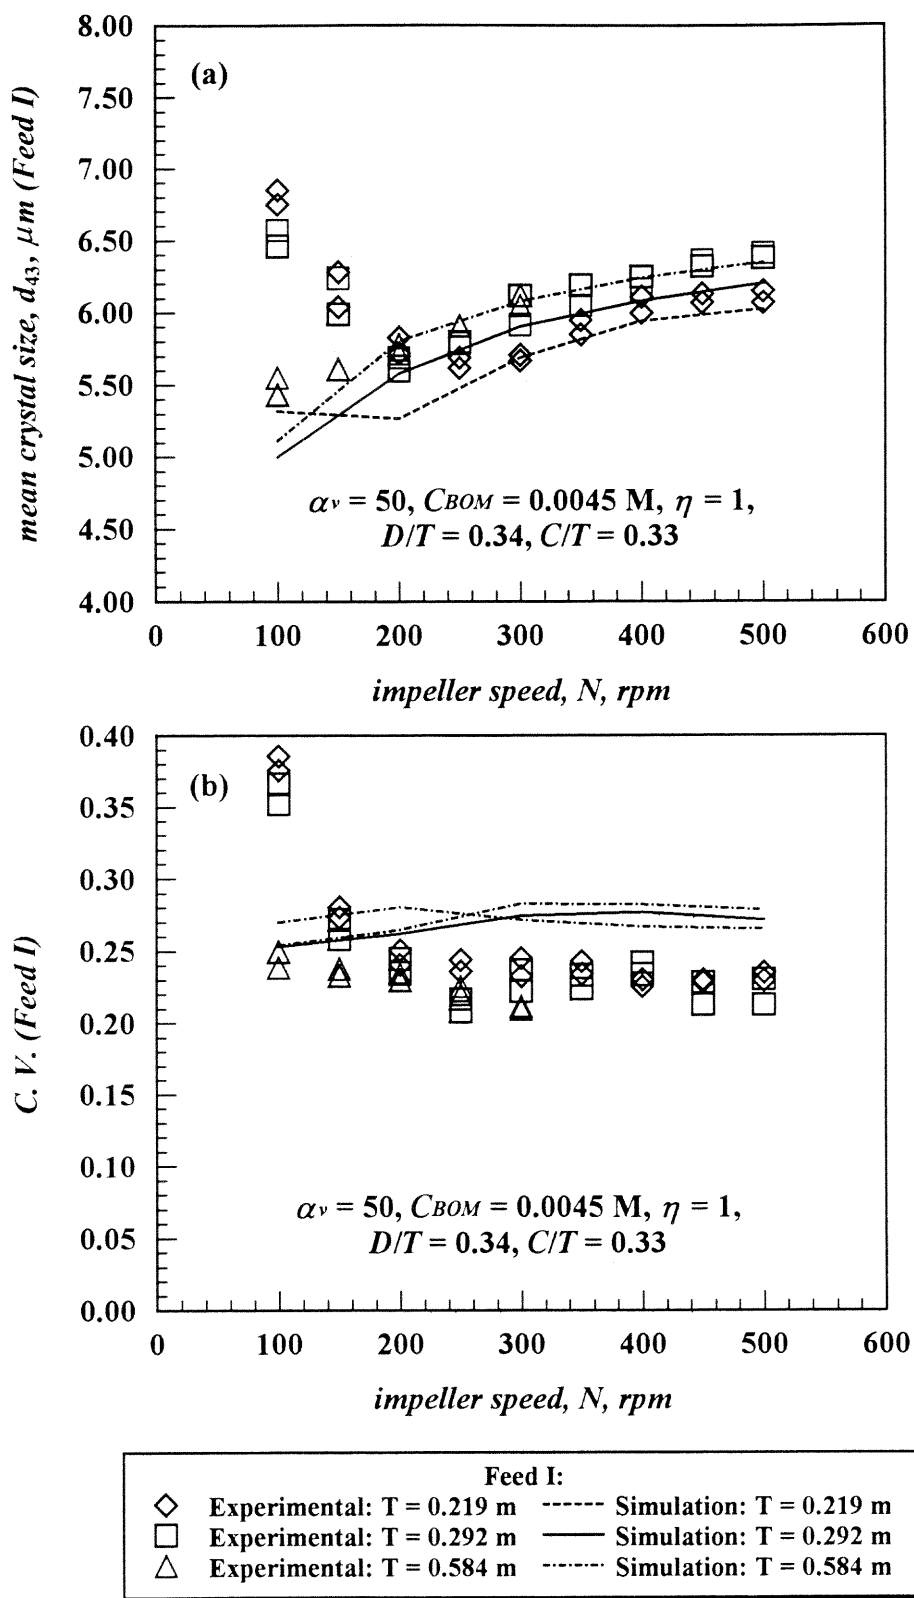 (a)
mean crystal size, d43, μm (Feed I)
8.00
7.50
7.00
6.50
6.00
5.50
5.00
4.50
4.00
αv = 50, CBOM = 0.0045 M, η = 1,
D/T = 0.34, C/T = 0.33
0 100 200 300 400 500 600
impeller speed, N, rpm
(b)
C. V. (Feed I)
0.40
0.35
0.30
0.25
0.20
0.15
0.10
0.05
0.00
αv = 50, CBOM = 0.0045 M, η = 1,
D/T = 0.34, C/T = 0.33
0 100 200 300 400 500 600
impeller speed, N, rpm
Feed I:
Experimental: T = 0.219 m Simulation: T = 0.219 m
Experimental: T = 0.292 m Simulation: T = 0.292 m
Experimental: T = 0.584 m Simulation: T = 0.584 m